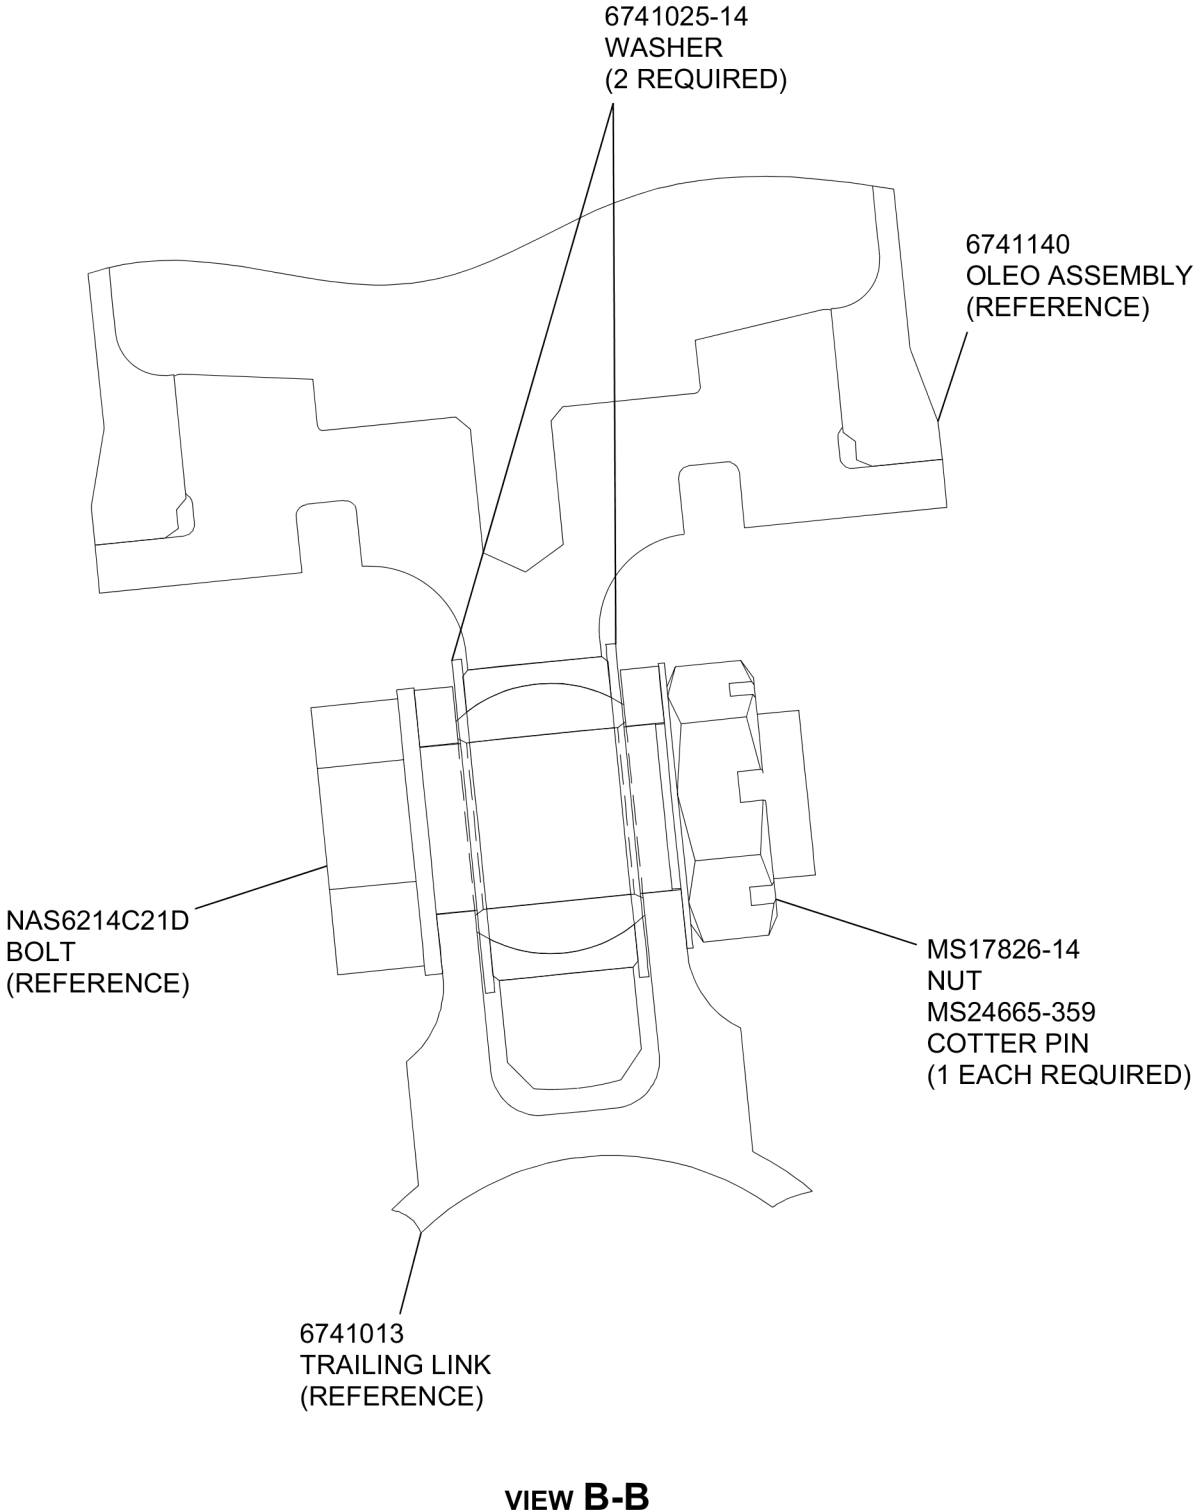 6741025-14
WASHER
(2 REQUIRED)
6741140
OLEO ASSEMBLY
(REFERENCE)
NAS6214C21D
BOLT
(REFERENCE)
MS17826-14
NUT
MS24665-359
COTTER PIN
(1 EACH REQUIRED)
6741013
TRAILING LINK
(REFERENCE)
VIEW B-B